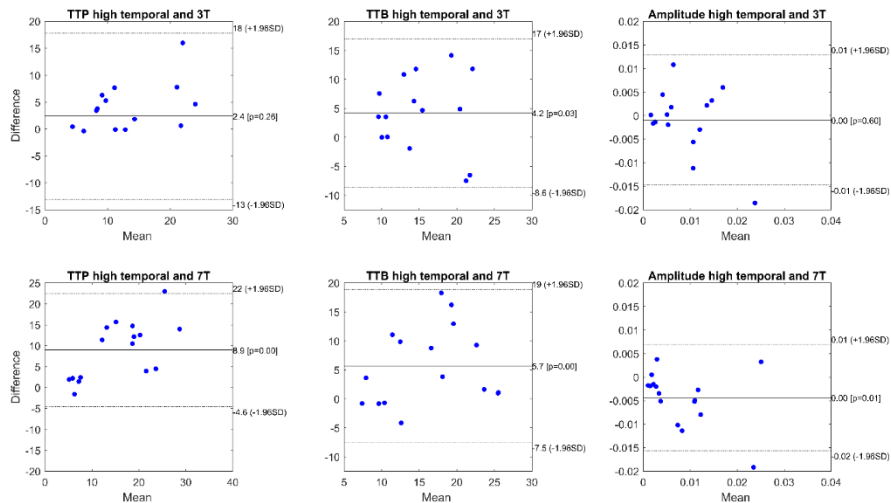 TTP high temporal and 3T
20
15
10
5
0
-5
-10
-15
0
10
20
30
Mean
Difference
18 (+1.96SD)
2.4 [p=0.26]
-13 (-1.96SD)
TTB high temporal and 3T
20
15
10
5
0
-5
-10
5
10
15
20
25
30
Mean
17 (+1.96SD)
4.2 [p=0.03]
-8.6 (-1.96SD)
Amplitude high temporal and 3T
0.02
0.015
0.01
0.005
0
-0.005
-0.01
-0.015
-0.02
0
0.01
0.02
0.03
0.04
Mean
0.01 (+1.96SD)
0.00 [p=0.60]
-0.01 (-1.96SD)
TTP high temporal and 7T
25
20
15
10
5
0
-5
-10
-15
-20
0
10
20
30
40
Mean
Difference
22 (+1.96SD)
8.9 [p=0.00]
-4.6 (-1.96SD)
TTB high temporal and 7T
20
15
10
5
0
-5
-10
5
10
15
20
25
30
Mean
19 (+1.96SD)
5.7 [p=0.00]
-7.5 (-1.96SD)
Amplitude high temporal and 7T
0.02
0.015
0.01
0.005
0
-0.005
-0.01
-0.015
-0.02
0
0.01
0.02
0.03
0.04
Mean
0.01 (+1.96SD)
0.00 [p=0.01]
-0.02 (-1.96SD)